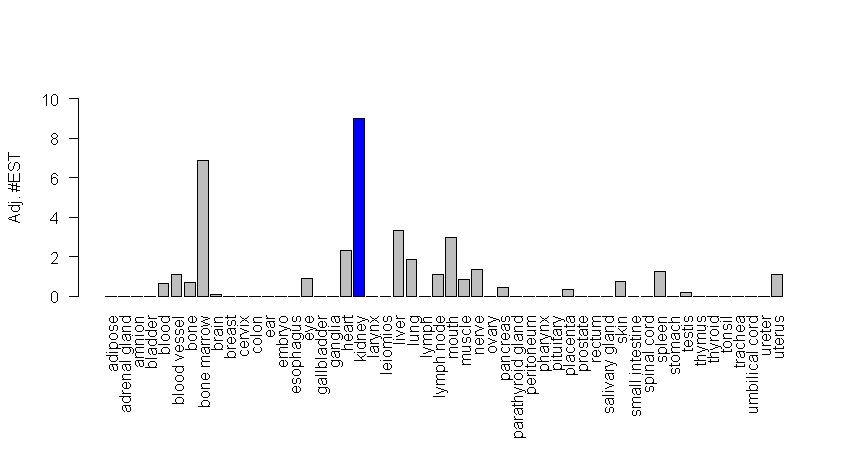 10
8
6
4
2
0
Adj. #EST
adipose
adrenal gland
amnion
bladder
blood
blood vessel
bone
bone marrow
brain
breast
cervix
colon
ear
embryo
esophagus
eye
gallbladder
ganglia
heart
kidney
larynx
leiomios
liver
lung
lymph
lymph node
mouth
muscle
nerve
ovary
pancreas
parathyroid gland
peritoneum
pharynx
pituitary
placenta
prostate
rectum
salivary gland
skin
small intestine
spinal cord
spleen
stomach
testis
thymus
thyroid
tonsil
trachea
umbilical cord
ureter
uterus